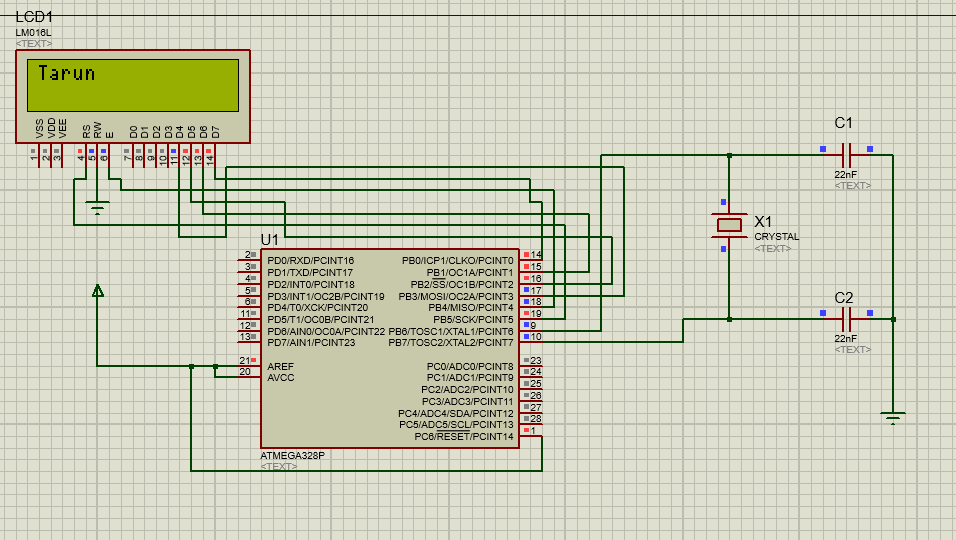 LCD1
LM016L
<TEXT>
Tarun
VSS VDD VEE RS RW E D0 D1 D2 D3 D4 D5 D6 D7
1 2 3 4 5 6 7 8 9 10 11 12 13 14
C1
22nF
<TEXT>
X1
CRYSTAL
<TEXT>
C2
22nF
<TEXT>
U1
2 PD0/RXD/PCINT16 PB0/ICP1/CLKO/PCINT0 14
3 PD1/TXD/PCINT17 PB1/OC1A/PCINT1 15
4 PD2/INT0/PCINT18 PB2/SS/OC1B/PCINT2 16
5 PD3/INT1/OC2B/PCINT19 PB3/MOSI/OC2A/PCINT3 17
6 PD4/T0/XCK/PCINT20 PB4/MISO/PCINT4 18
11 PD5/T1/OC0B/PCINT21 PB5/SCK/PCINT5 19
12 PD6/AIN0/OC0A/PCINT22 PB6/TOSC1/XTAL1/PCINT6 9
13 PD7/AIN1/PCINT23 PB7/TOSC2/XTAL2/PCINT7 10
21 AREF PC0/ADC0/PCINT8 23
20 AVCC PC1/ADC1/PCINT9 24
PC2/ADC2/PCINT10 25
PC3/ADC3/PCINT11 26
PC4/ADC4/SDA/PCINT12 27
PC5/ADC5/SCL/PCINT13 28
PC6/RESET/PCINT14 1
ATMEGA328P
<TEXT>